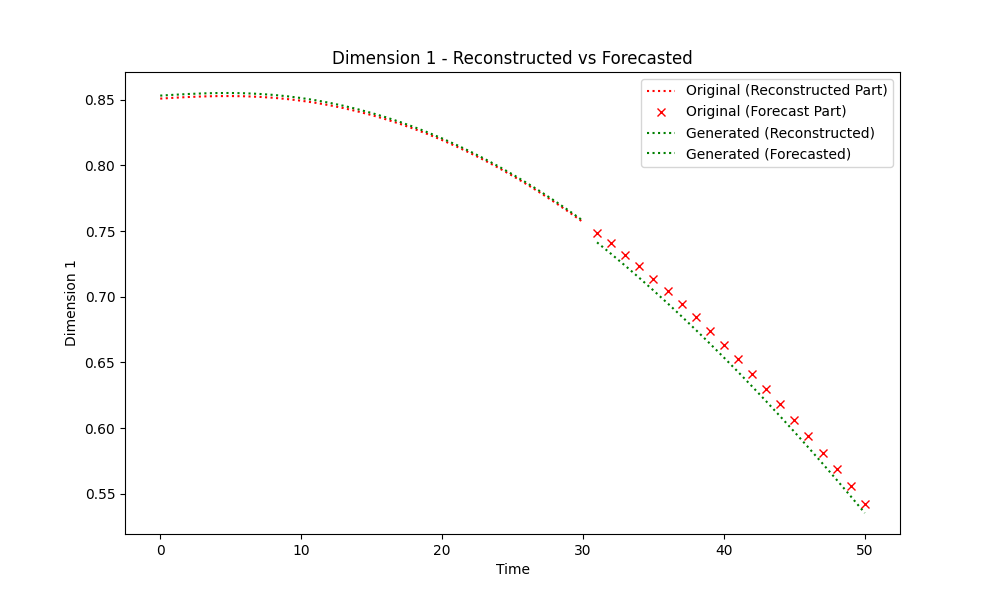 Dimension 1 - Reconstructed vs Forecasted
Original (Reconstructed Part)
Original (Forecast Part)
Generated (Reconstructed)
Generated (Forecasted)
0.85
0.80
0.75
0.70
0.65
0.60
0.55
Dimension 1
0 10 20 30 40 50
Time